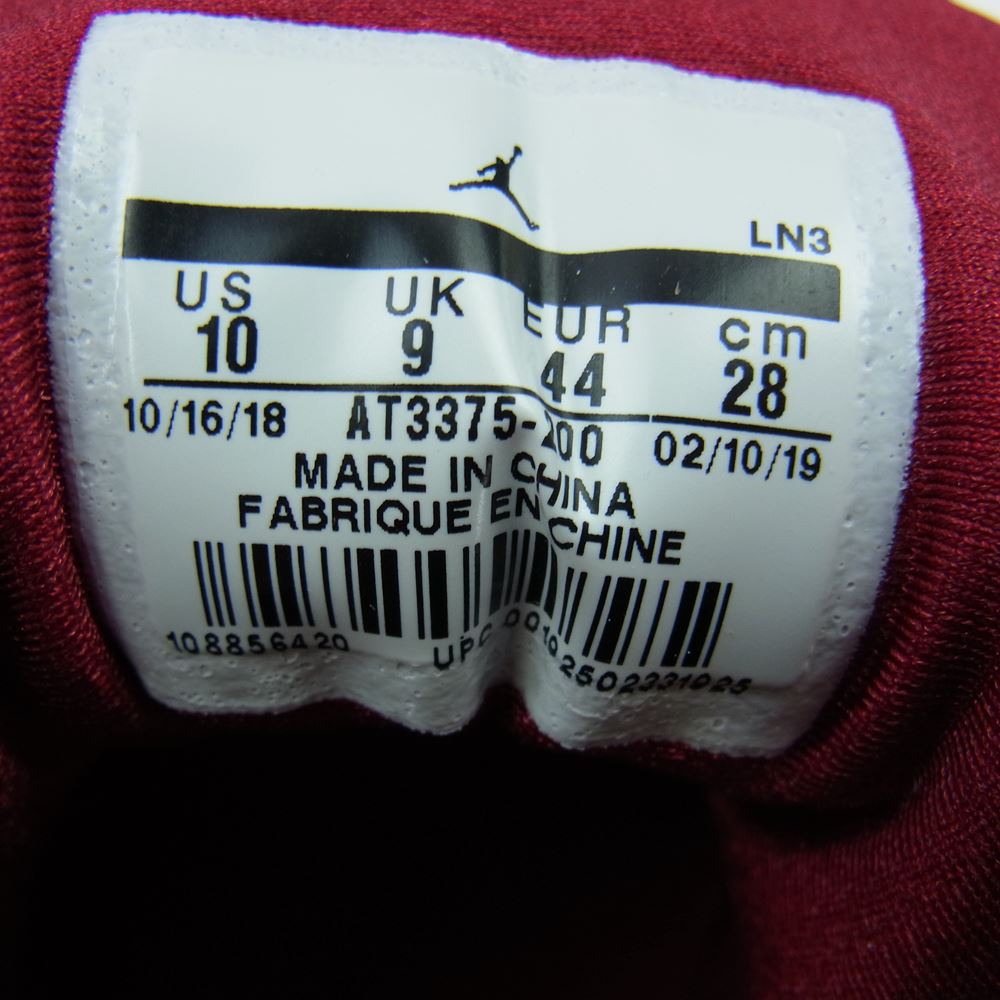 LN3
US UK EUR cm
10 9 44 28
10/16/18 AT3375-200 02/10/19
MADE IN CHINA
FABRIQUE EN CHINE
108856420 UPC